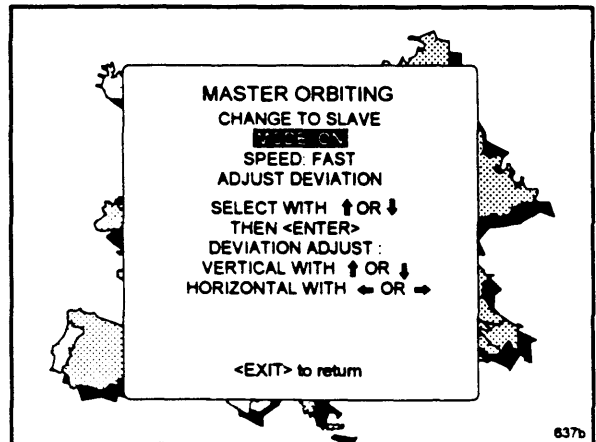 MASTER ORBITING
CHANGE TO SLAVE
ON
SPEED: FAST
ADJUST DEVIATION
SELECT WITH ⬆ OR ⬇
THEN <ENTER>
DEVIATION ADJUST :
VERTICAL WITH ⬆ OR ⬇
HORIZONTAL WITH ⬅ OR ➡
<EXIT> to return
637b